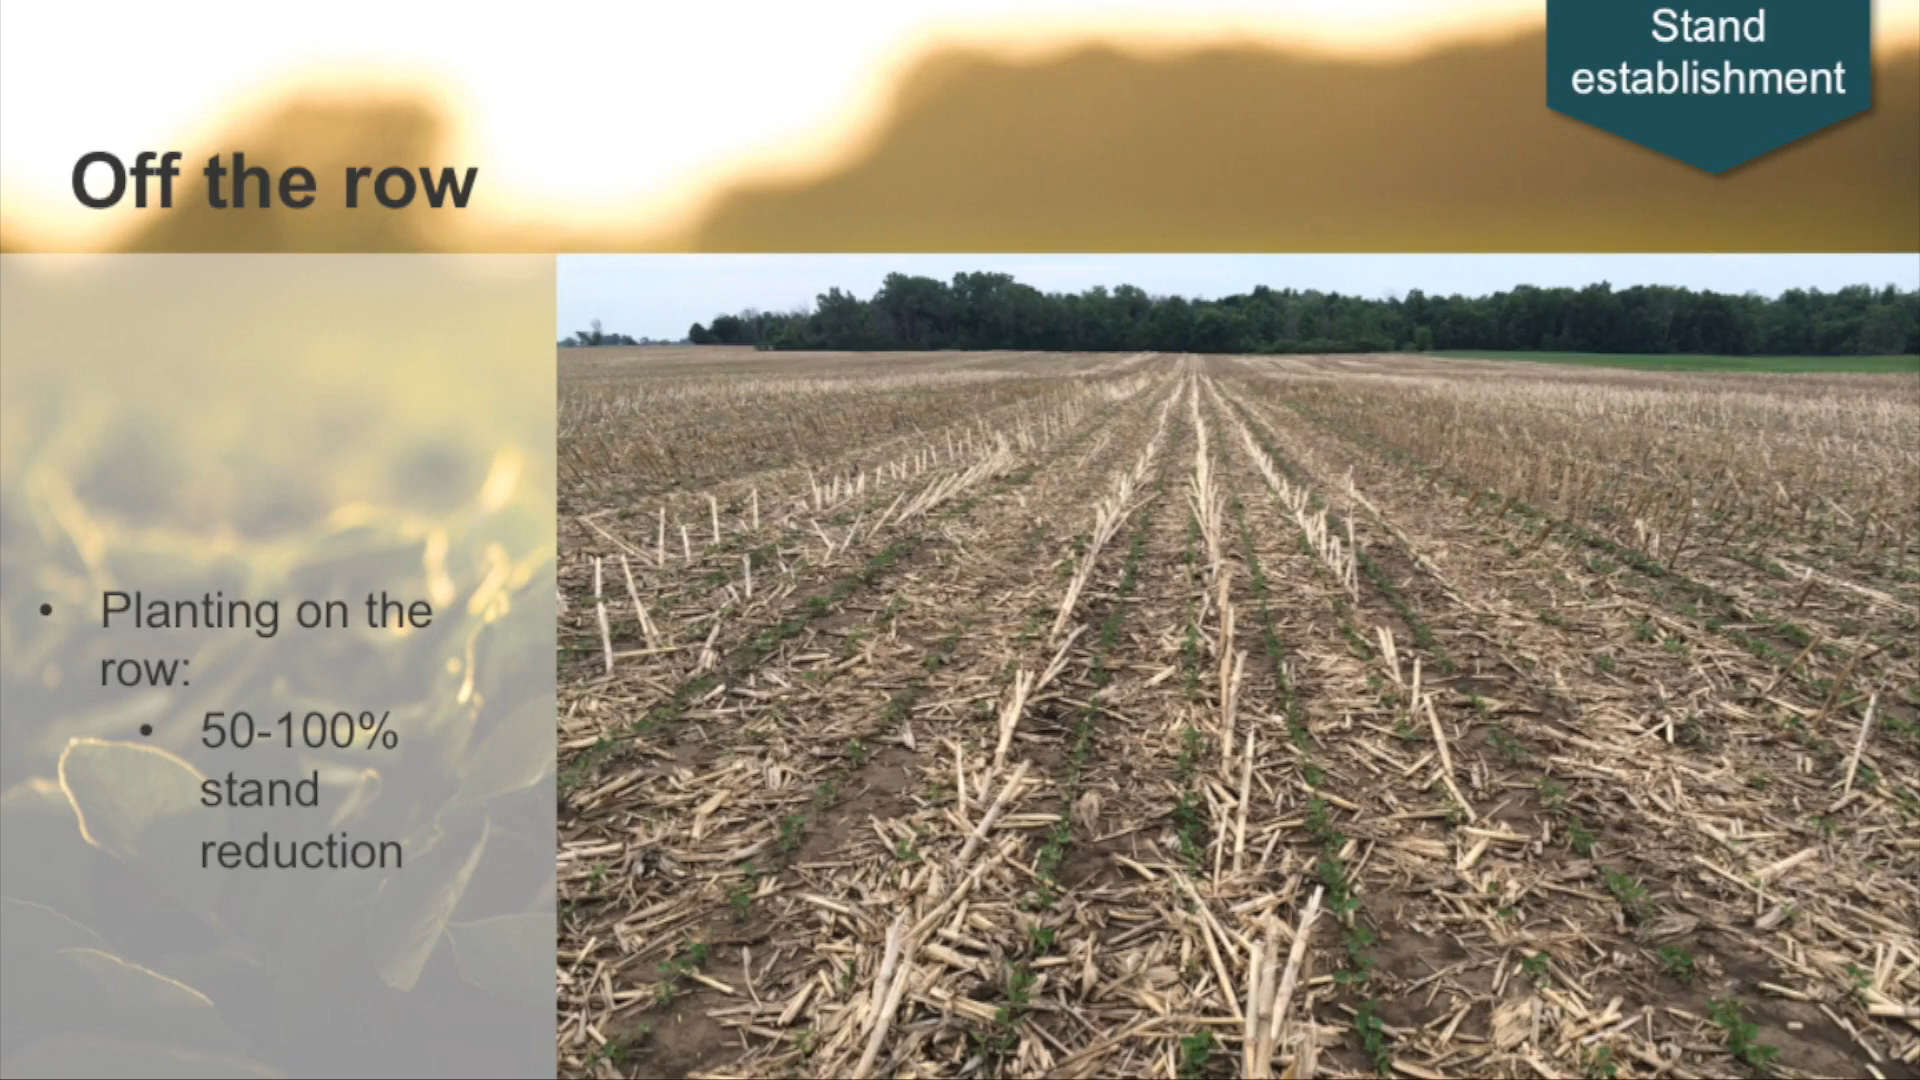 Stand
establishment
Off the row
• Planting on the
row:
• 50-100%
stand
reduction